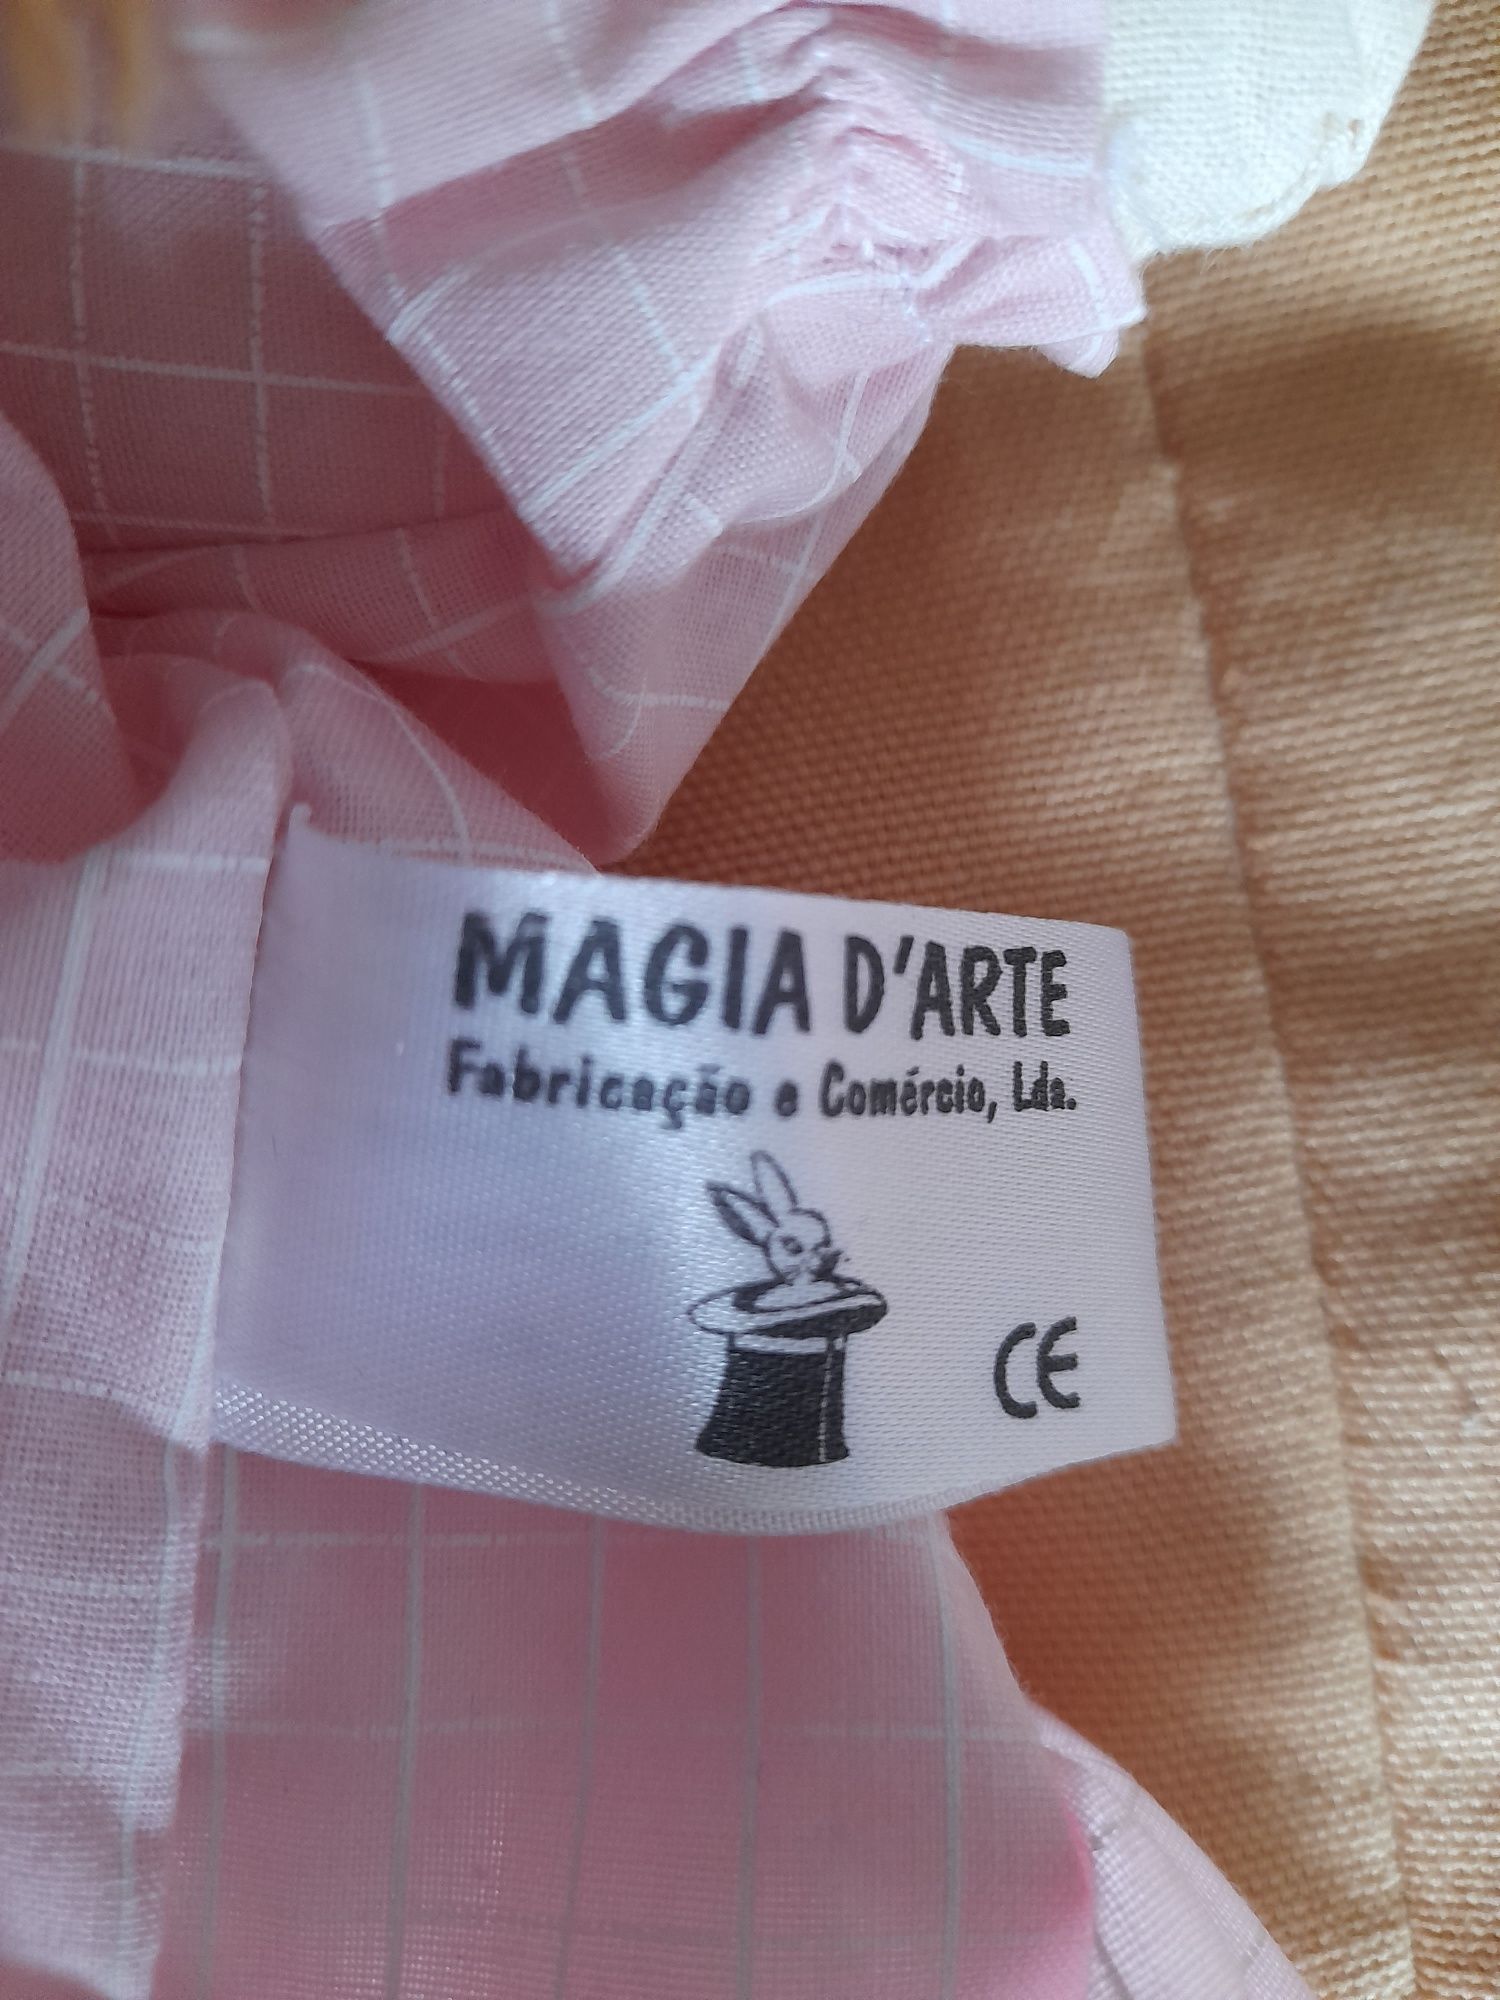 MAGIA D'ARTE
Fabricação e Comércio, Lda.
CE